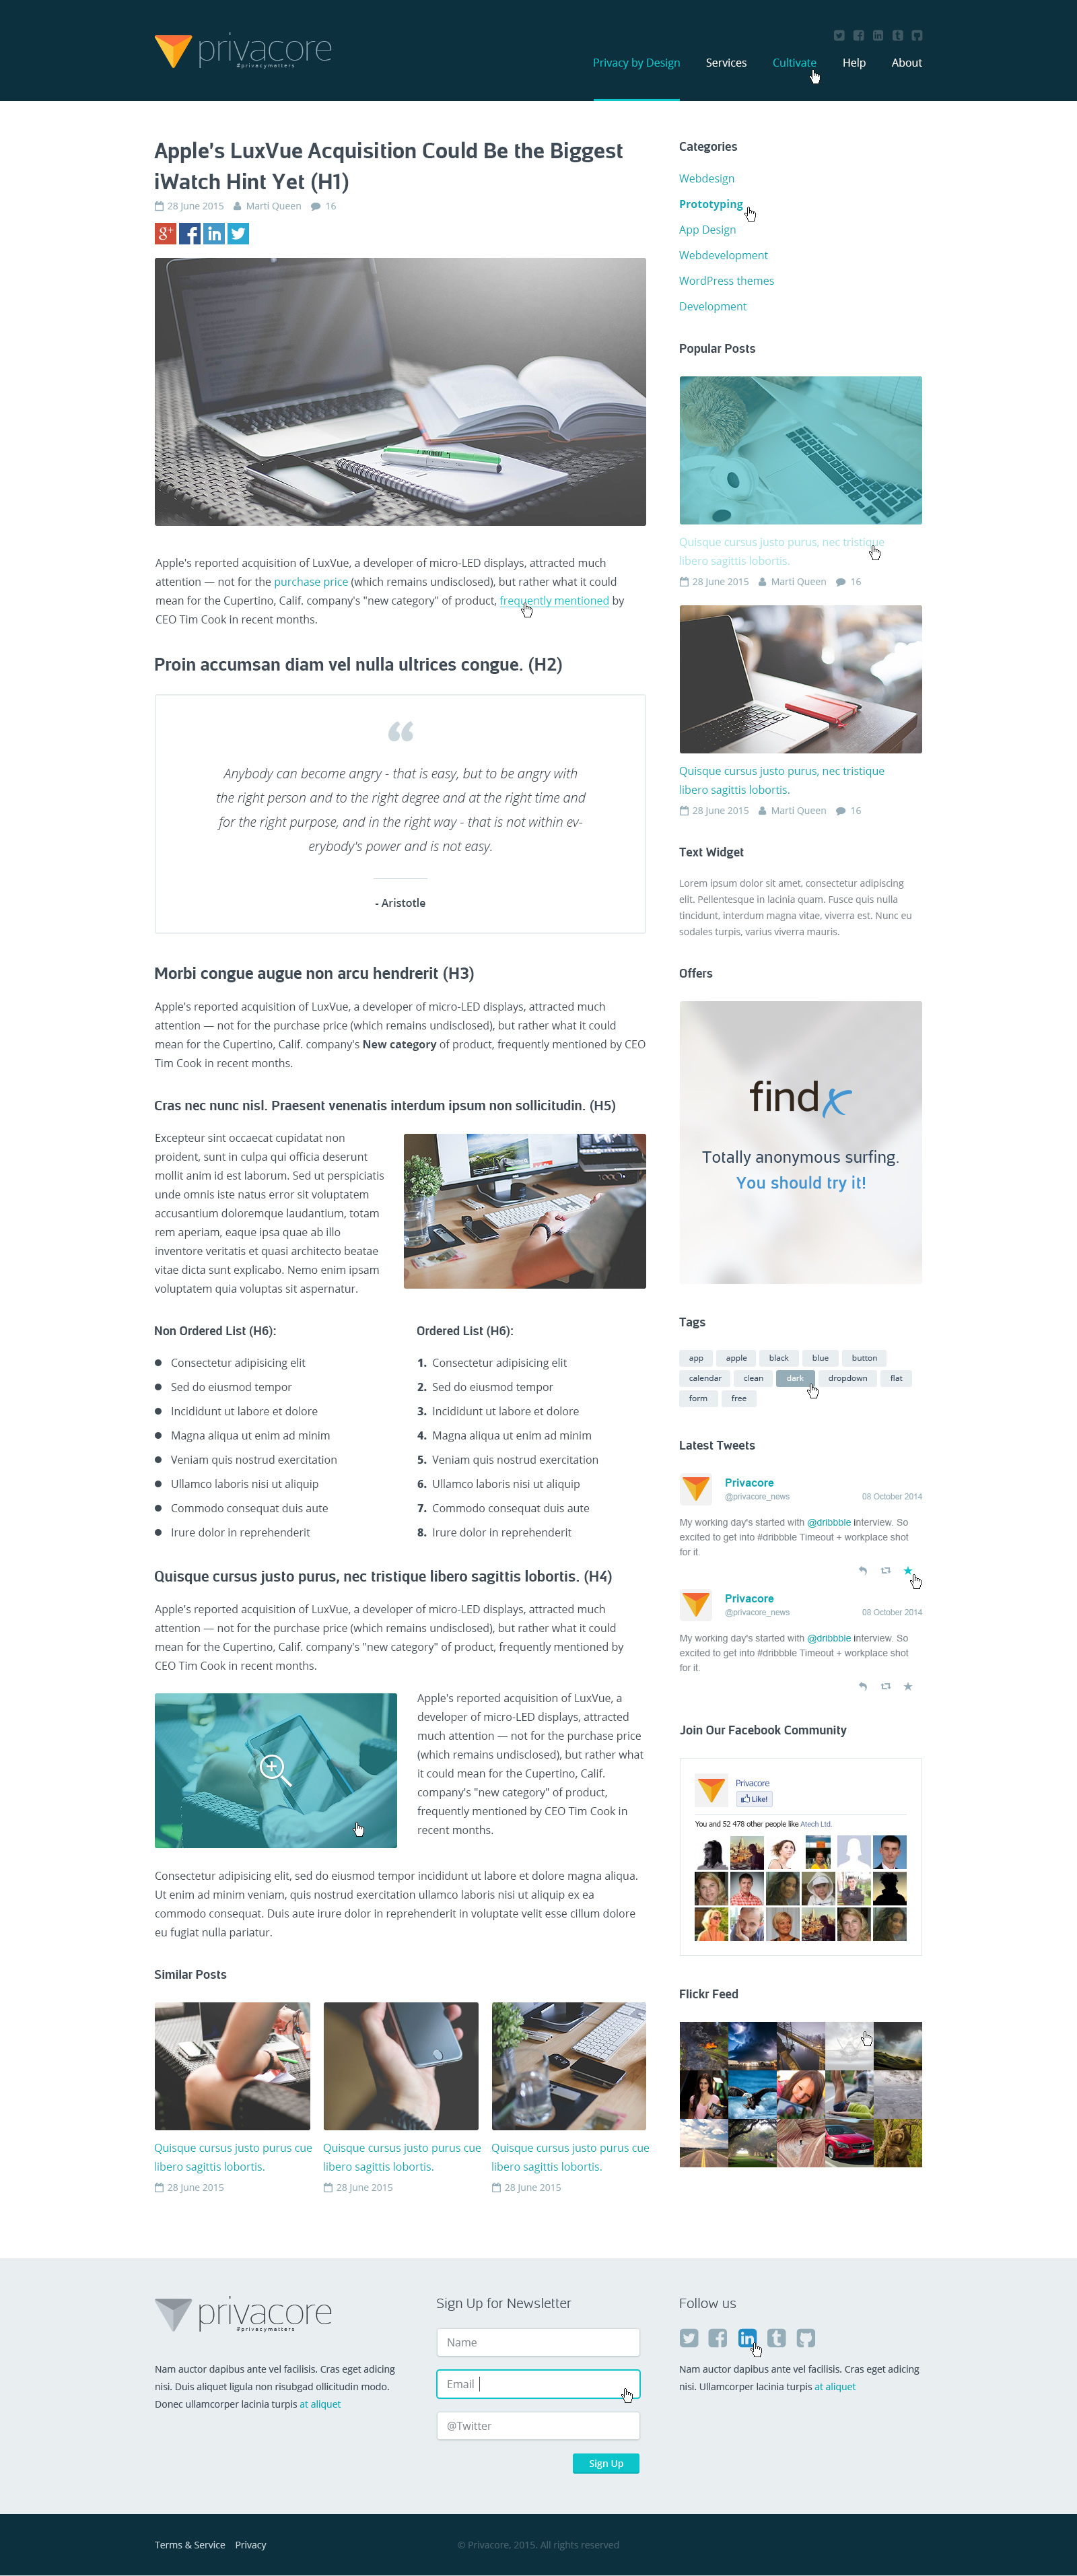 privacore
#privacymatters
Privacy by Design Services Cultivate Help About
Apple's LuxVue Acquisition Could Be the Biggest
iWatch Hint Yet (H1)
28 June 2015 Marti Queen 16
Apple's reported acquisition of LuxVue, a developer of micro-LED displays, attracted much
attention — not for the purchase price (which remains undisclosed), but rather what it could
mean for the Cupertino, Calif. company's "new category" of product, frequently mentioned by
CEO Tim Cook in recent months.
Proin accumsan diam vel nulla ultrices congue. (H2)
“
Anybody can become angry - that is easy, but to be angry with
the right person and to the right degree and at the right time and
for the right purpose, and in the right way - that is not within ev-
erybody's power and is not easy.
- Aristotle
Morbi congue augue non arcu hendrerit (H3)
Apple's reported acquisition of LuxVue, a developer of micro-LED displays, attracted much
attention — not for the purchase price (which remains undisclosed), but rather what it could
mean for the Cupertino, Calif. company's New category of product, frequently mentioned by CEO
Tim Cook in recent months.
Cras nec nunc nisl. Praesent venenatis interdum ipsum non sollicitudin. (H5)
Excepteur sint occaecat cupidatat non
proident, sunt in culpa qui officia deserunt
mollit anim id est laborum. Sed ut perspiciatis
unde omnis iste natus error sit voluptatem
accusantium doloremque laudantium, totam
rem aperiam, eaque ipsa quae ab illo
inventore veritatis et quasi architecto beatae
vitae dicta sunt explicabo. Nemo enim ipsam
voluptatem quia voluptas sit aspernatur.
Non Ordered List (H6):
Consectetur adipisicing elit
Sed do eiusmod tempor
Incididunt ut labore et dolore
Magna aliqua ut enim ad minim
Veniam quis nostrud exercitation
Ullamco laboris nisi ut aliquip
Commodo consequat duis aute
Irure dolor in reprehenderit
Ordered List (H6):
1. Consectetur adipisicing elit
2. Sed do eiusmod tempor
3. Incididunt ut labore et dolore
4. Magna aliqua ut enim ad minim
5. Veniam quis nostrud exercitation
6. Ullamco laboris nisi ut aliquip
7. Commodo consequat duis aute
8. Irure dolor in reprehenderit
Quisque cursus justo purus, nec tristique libero sagittis lobortis. (H4)
Apple's reported acquisition of LuxVue, a developer of micro-LED displays, attracted much
attention — not for the purchase price (which remains undisclosed), but rather what it could
mean for the Cupertino, Calif. company's "new category" of product, frequently mentioned by
CEO Tim Cook in recent months.
Apple's reported acquisition of LuxVue, a
developer of micro-LED displays, attracted
much attention — not for the purchase price
(which remains undisclosed), but rather what
it could mean for the Cupertino, Calif.
company's "new category" of product,
frequently mentioned by CEO Tim Cook in
recent months.
Consectetur adipisicing elit, sed do eiusmod tempor incididunt ut labore et dolore magna aliqua.
Ut enim ad minim veniam, quis nostrud exercitation ullamco laboris nisi ut aliquip ex ea
commodo consequat. Duis aute irure dolor in reprehenderit in voluptate velit esse cillum dolore
eu fugiat nulla pariatur.
Similar Posts
Quisque cursus justo purus cue
libero sagittis lobortis.
28 June 2015
Quisque cursus justo purus cue
libero sagittis lobortis.
28 June 2015
Quisque cursus justo purus cue
libero sagittis lobortis.
28 June 2015
Categories
Webdesign
Prototyping
App Design
Webdevelopment
WordPress themes
Development
Popular Posts
Quisque cursus justo purus, nec tristique
libero sagittis lobortis.
28 June 2015 Marti Queen 16
Quisque cursus justo purus, nec tristique
libero sagittis lobortis.
28 June 2015 Marti Queen 16
Text Widget
Lorem ipsum dolor sit amet, consectetur adipiscing
elit. Pellentesque in lacinia quam. Fusce quis nulla
tincidunt, interdum magna vitae, viverra est. Nunc eu
sodales turpis, varius viverra mauris.
Offers
findx
Totally anonymous surfing.
You should try it!
Tags
app apple black blue button
calendar clean dark dropdown flat
form free
Latest Tweets
Privacore
@privacore_news 08 October 2014
My working day's started with @dribbble interview. So
excited to get into #dribbble Timeout + workplace shot
for it.
Privacore
@privacore_news 08 October 2014
My working day's started with @dribbble interview. So
excited to get into #dribbble Timeout + workplace shot
for it.
Join Our Facebook Community
Privacore
Like!
You and 52 478 other people like Atech Ltd.
Flickr Feed
privacore
#privacymatters
Nam auctor dapibus ante vel facilisis. Cras eget adicing
nisi. Duis aliquet ligula non risubgad ollicitudin modo.
Donec ullamcorper lacinia turpis at aliquet
Sign Up for Newsletter
Name
Email
@Twitter
Sign Up
Follow us
Nam auctor dapibus ante vel facilisis. Cras eget adicing
nisi. Ullamcorper lacinia turpis at aliquet
Terms & Service Privacy
© Privacore, 2015. All rights reserved